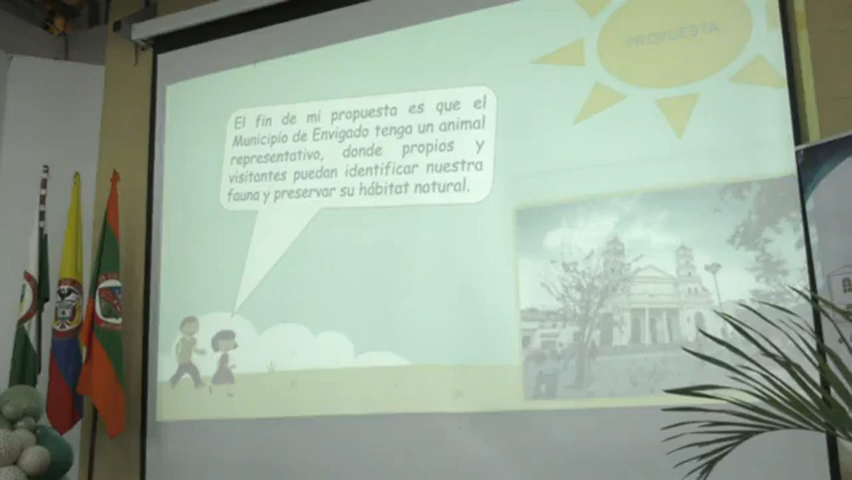 PROPUESTA
El fin de mi propuesta es que el
Municipio de Envigado tenga un animal
representativo, donde propios y
visitantes puedan identificar nuestra
fauna y preservar su hábitat natural.